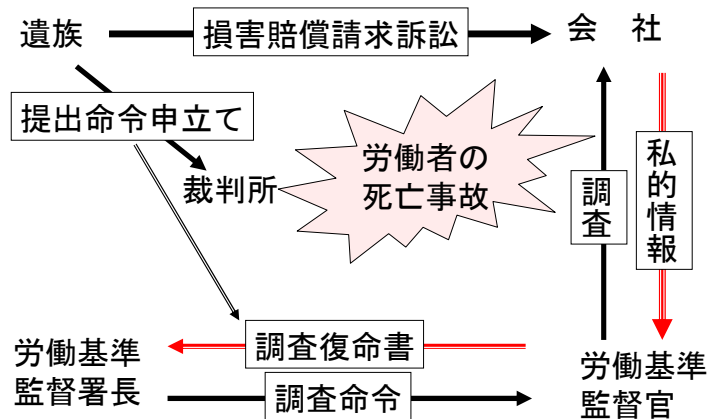 遺族
損害賠償請求訴訟
会 社
提出命令申立て
裁判所
労働者の
死亡事故
調査
私的情報
調査復命書
労働基準
監督署長
調査命令
労働基準
監督官